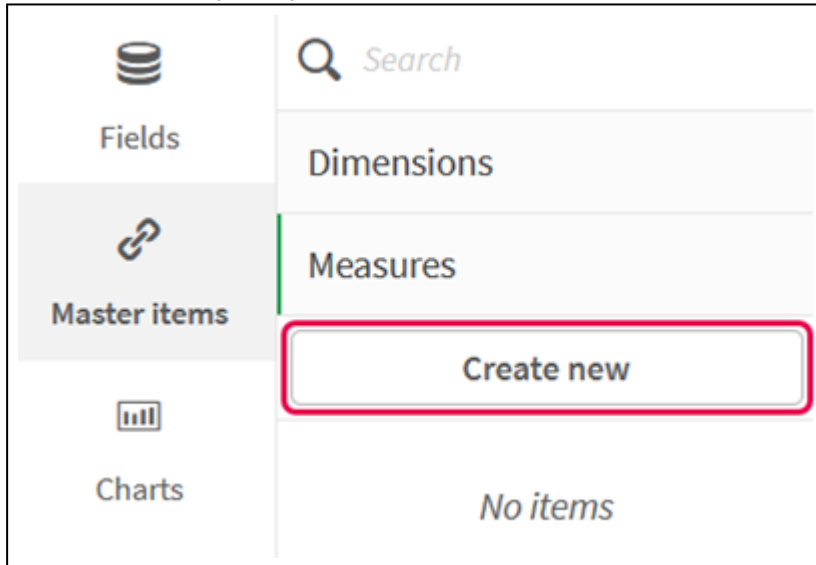 Search
Fields
Dimensions
Measures
Master items
Create new
Charts
No items